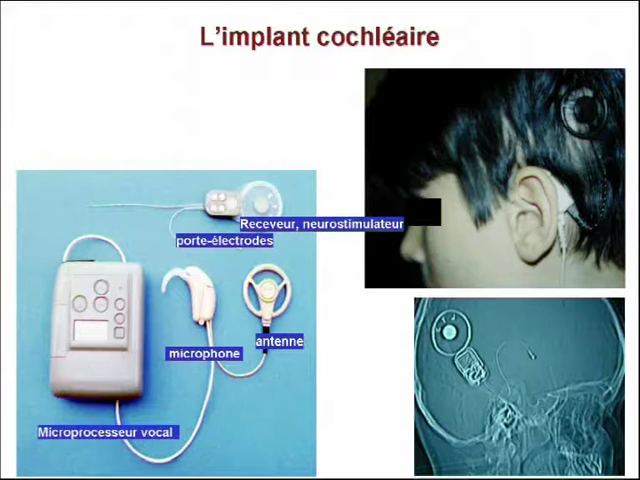 L'implant cochléaire
Receveur, neurostimulateur
porte-électrodes
antenne
microphone
Microprocesseur vocal